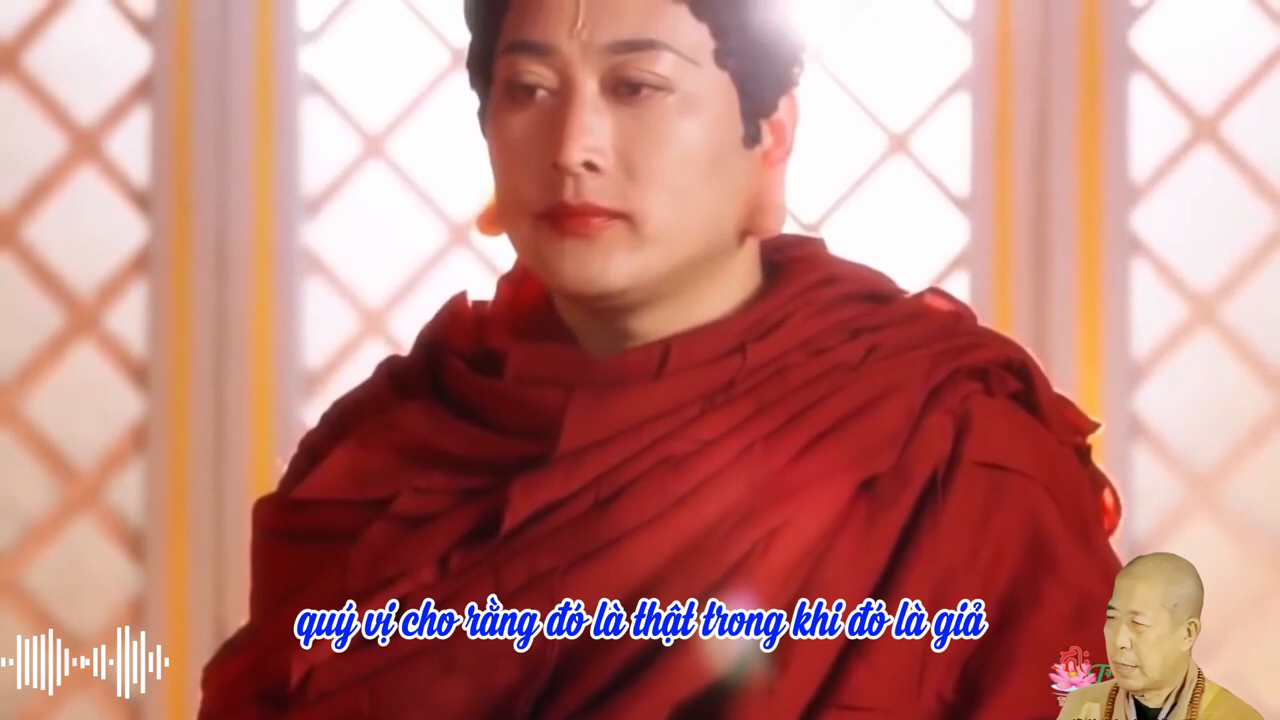 quý vị cho rằng đó là thật trong khi đó là giả